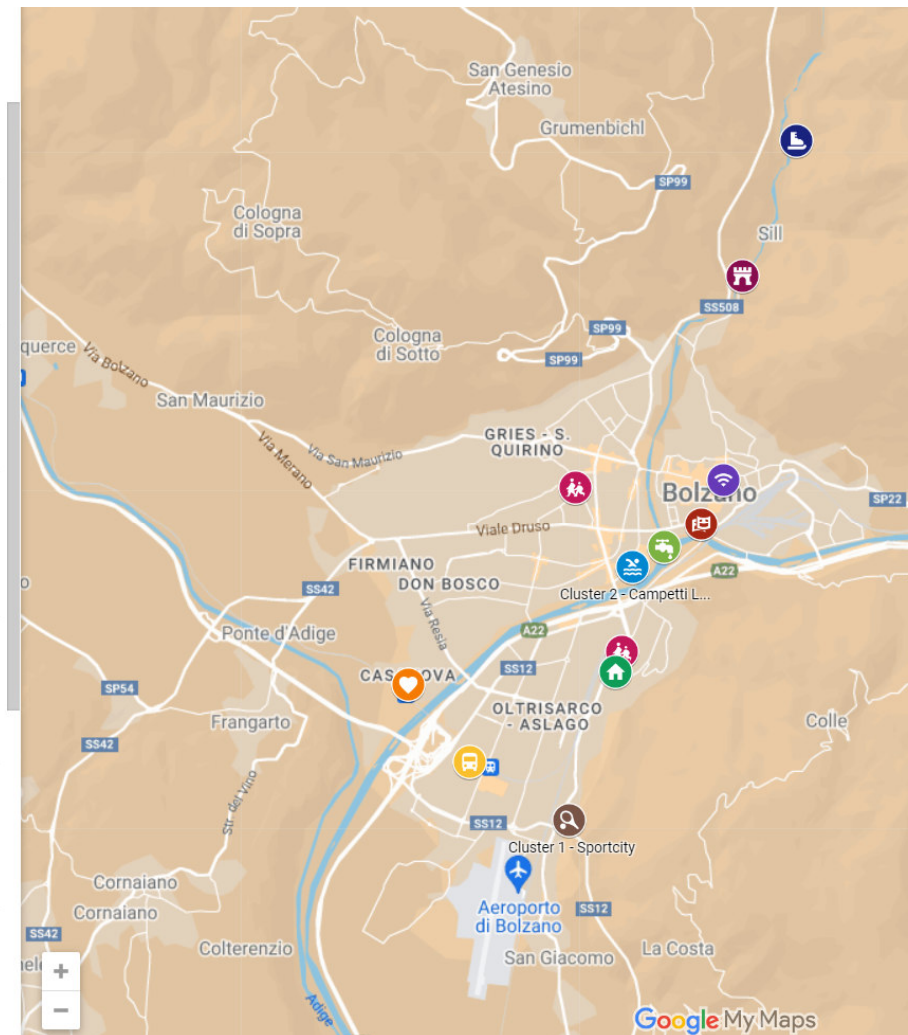 San Genesio
Atesino
Grumenbichl
SP99
Cologna
di Sopra
Sill
SS508
SP99
Cologna
di Sotto
SP99
querce
Via Bolzano
San Maurizio
GRIES - S.
QUIRINO
Via San Maurizio
Via Merano
Bolzano
SP22
Viale Druso
FIRMIANO
DON BOSCO
A22
SS42
Cluster 2 - Campetti L...
Via Resia
Ponte d'Adige
A22
SS12
SP54
OLTRISARCO
- ASLAGO
Frangarto
Colle
SS42
Str. del Vino
SS12
Cluster 1 - Sportcity
Cornaiano
Cornaiano
Aeroporto
di Bolzano
SS12
SS42
Colterenzio
La Costa
San Giacomo
Adige
+
−
Google My Maps